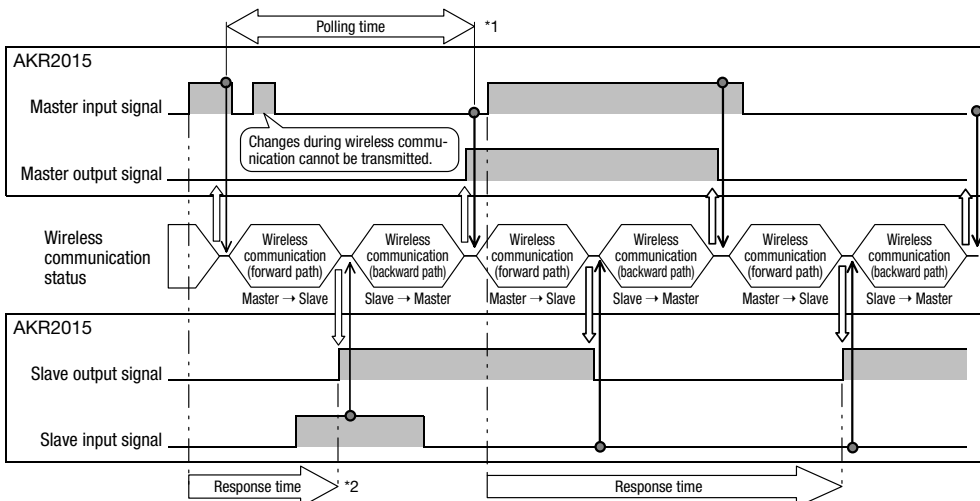 Polling time
*1
AKR2015
Master input signal
Changes during wireless commu-
nication cannot be transmitted.
Master output signal
Wireless
communication
status
Wireless
communication
(forward path)
Wireless
communication
(backward path)
Wireless
communication
(forward path)
Wireless
communication
(backward path)
Wireless
communication
(forward path)
Wireless
communication
(backward path)
Master → Slave
Slave → Master
Master → Slave
Slave → Master
Master → Slave
Slave → Master
AKR2015
Slave output signal
Slave input signal
Response time
*2
Response time